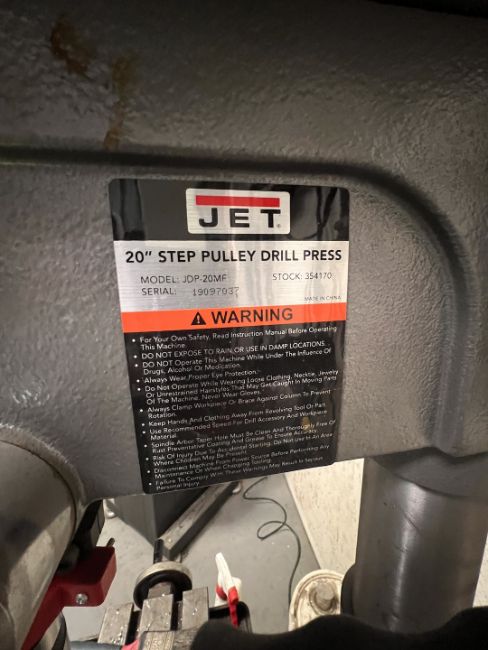 JET
20" STEP PULLEY DRILL PRESS
MODEL: JDP-20MF STOCK: 354170
SERIAL: 19097037
MADE IN CHINA
WARNING
• For Your Own Safety, Read Instruction Manual Before Operating
This Machine.
• DO NOT EXPOSE TO RAIN OR USE IN DAMP LOCATIONS.
• DO NOT Operate This Machine While Under The Influence Of
Drugs, Alcohol Or Medication.
• Always Wear Proper Eye Protection.
• Do Not Operate While Wearing Loose Clothing, Necktie, Jewelry
Or Unrestrained Hairstyles That May Get Caught In Moving Parts
Of The Machine. Never Wear Gloves.
• Always Clamp Workpiece Or Brace Against Column To Prevent
Rotation.
• Keep Hands And Clothing Away From Revolving Tool Or Part.
• Use Recommended Speed For Drill Accessory And Workpiece
Material.
• Spindle Arbor Taper Hole Must Be Clean And Thoroughly Free Of
Rust Preventative Coating And Grease To Ensure Accuracy.
• Risk Of Injury Due To Accidental Starting. Do Not Use In An Area
Where Children May Be Present.
• Disconnect Machine From Power Source Before Performing Any
Maintenance Or When Changing Tooling.
• Failure To Comply With These Warnings May Result In Serious
Personal Injury.